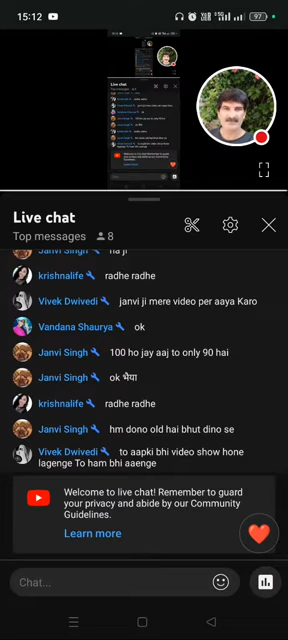 15:12
97
Live chat
Top messages 8
Janvi Singh ha ji
krishnalife radhe radhe
Vivek Dwivedi janvi ji mere video per aaya Karo
Vandana Shaurya ok
Janvi Singh 100 ho jay aaj to only 90 hai
Janvi Singh ok भैया
krishnalife radhe radhe
Janvi Singh hm dono old hai bhut dino se
Vivek Dwivedi to aapki bhi video show hone
lagenge To ham bhi aaenge
Welcome to live chat! Remember to guard
your privacy and abide by our Community
Guidelines.
Learn more
Chat...